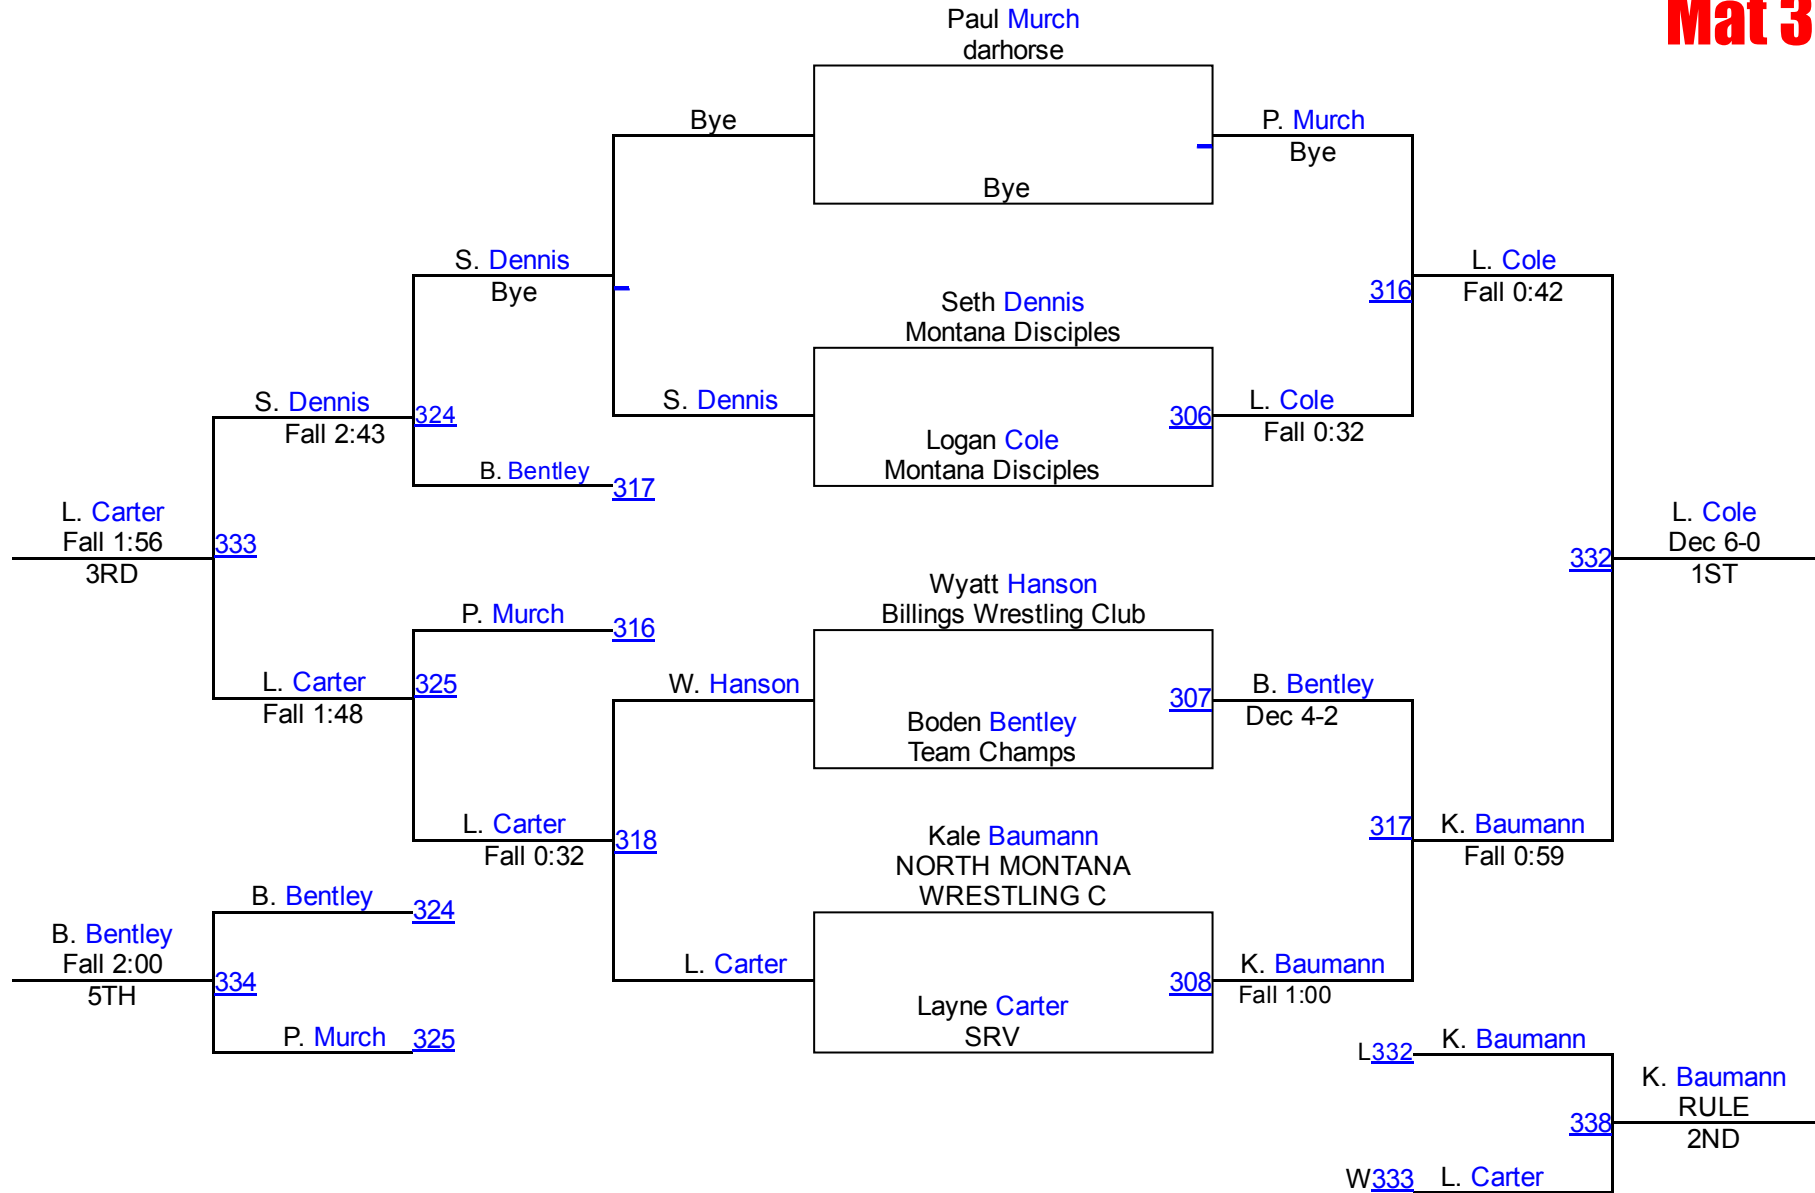 Mat 3
Paul Murch
darhorse
Bye
P. Murch
Bye
Bye
S. Dennis
Bye
L. Cole
Fall 0:42
316
Seth Dennis
Montana Disciples
S. Dennis
Fall 2:43
324
S. Dennis
306
L. Cole
Fall 0:32
Logan Cole
Montana Disciples
B. Bentley
317
L. Carter
Fall 1:56
3RD
333
L. Cole
Dec 6-0
1ST
332
Wyatt Hanson
Billings Wrestling Club
P. Murch
316
L. Carter
Fall 1:48
325
W. Hanson
307
B. Bentley
Dec 4-2
Boden Bentley
Team Champs
L. Carter
Fall 0:32
318
Kale Baumann
NORTH MONTANA
WRESTLING C
317
K. Baumann
Fall 0:59
B. Bentley
324
B. Bentley
Fall 2:00
5TH
334
L. Carter
308
K. Baumann
Fall 1:00
Layne Carter
SRV
P. Murch
325
L332
K. Baumann
K. Baumann
RULE
2ND
338
W333
L. Carter